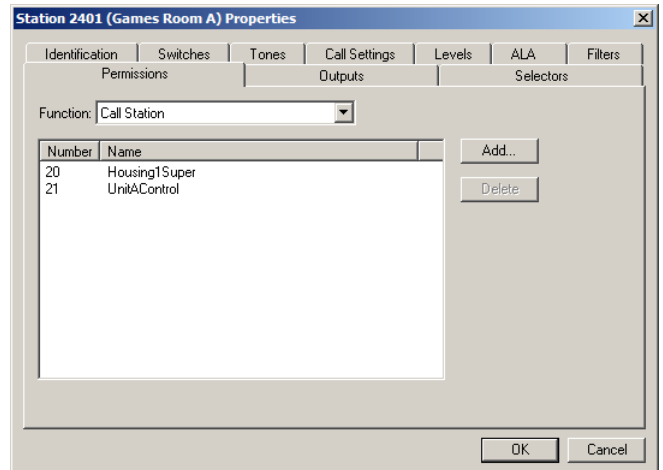 Station 2401 (Games Room A) Properties
Identification Switches Tones Call Settings Levels ALA Filters
Permissions Outputs Selectors
Function: Call Station
Number Name
Add...
20 Housing1Super
21 UnitAControl
Delete
OK Cancel